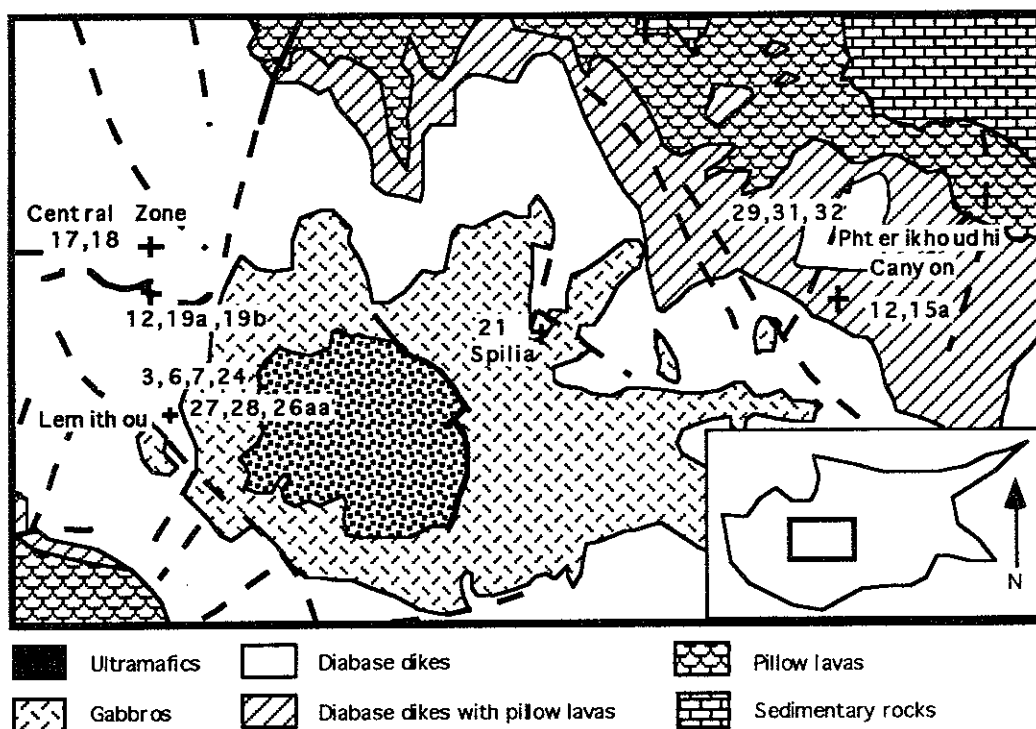 Central Zone
17,18
29,31,32
Phterikhoudhi
Canyon
12,19a,19b
12,15a
21
Spilia
3,6,7,24
27,28,26aa
Lemithou
N
Ultramafics
Diabase dikes
Pillow lavas
Gabbros
Diabase dikes with pillow lavas
Sedimentary rocks